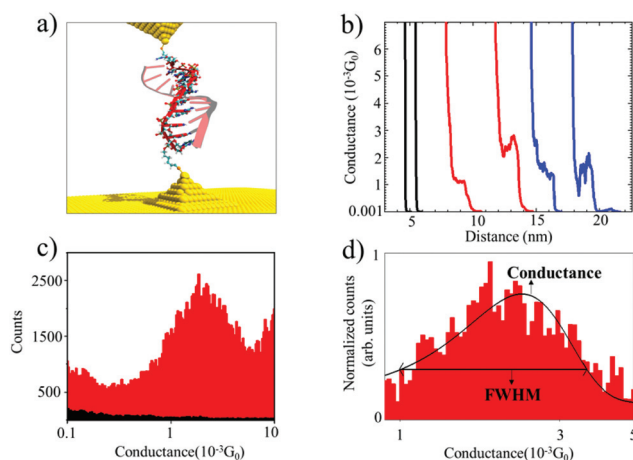 a)
b)
Conductance (10⁻³G₀)
6
5
4
3
2
1
0.001
5
10
15
20
Distance (nm)
c)
Counts
2500
1500
500
0.1
1
10
Conductance(10⁻³G₀)
d)
Normalized counts
(arb. units)
1
0
Conductance
FWHM
1
3
5
Conductance (10⁻³G₀)